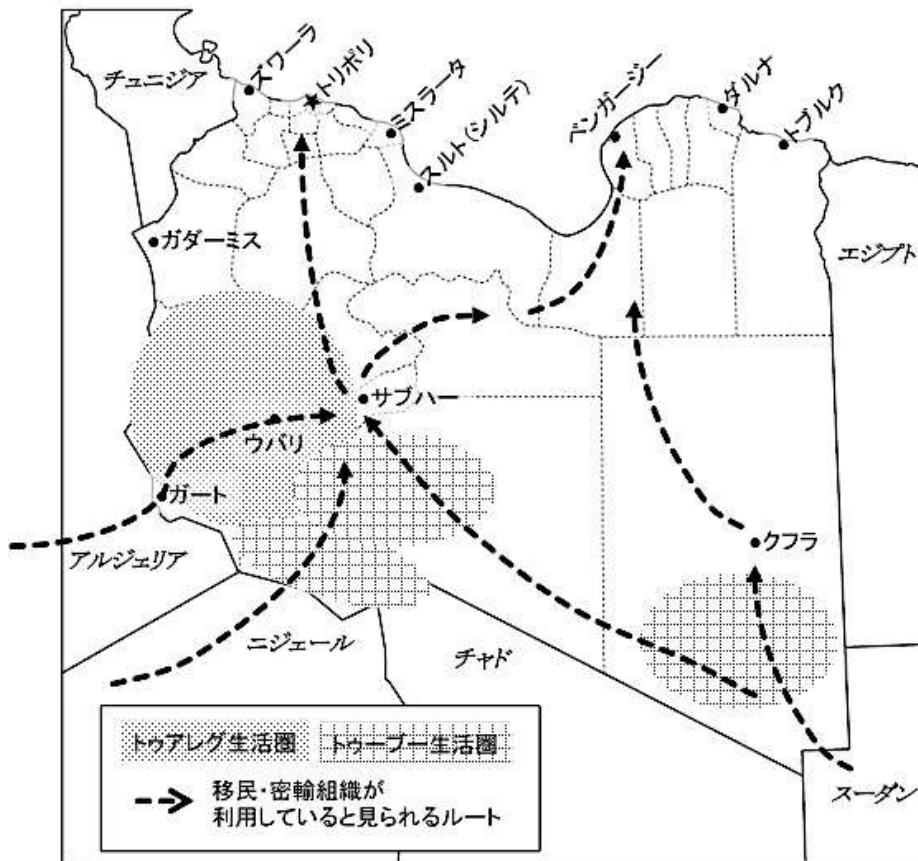 チュニジア
ズワーラ
トリポリ
ミスラータ
スルト(シルテ)
ベンガージー
ダルナ
トブルク
ガダーミス
エジプト
サブハー
ウバリ
ガート
クフラ
アルジェリア
ニジェール
チャド
スーダン
トゥアレグ生活圏
トゥーブー生活圏
移民・密輸組織が
利用していると見られるルート